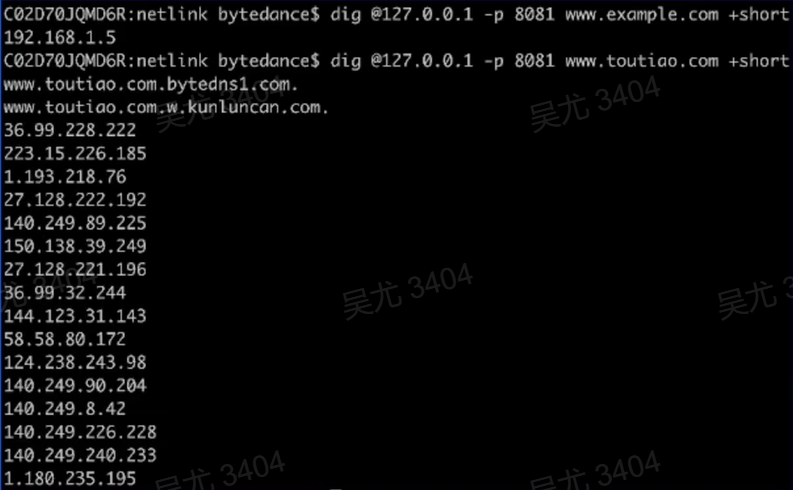 C02D70JQMD6R:netlink bytedance$ dig @127.0.0.1 -p 8081 www.example.com +short
192.168.1.5
C02D70JQMD6R:netlink bytedance$ dig @127.0.0.1 -p 8081 www.toutiao.com +short
www.toutiao.com.bytedns1.com.
www.toutiao.com.w.kunluncan.com.
36.99.228.222
223.15.226.185
1.193.218.76
27.128.222.192
140.249.89.225
150.138.39.249
27.128.221.196
36.99.32.244
144.123.31.143
58.58.80.172
124.238.243.98
140.249.90.204
140.249.8.42
140.249.226.228
140.249.240.233
1.180.235.195
吴尤 3404
吴尤 3404
吴尤 3404
吴尤 3404
吴尤 3404